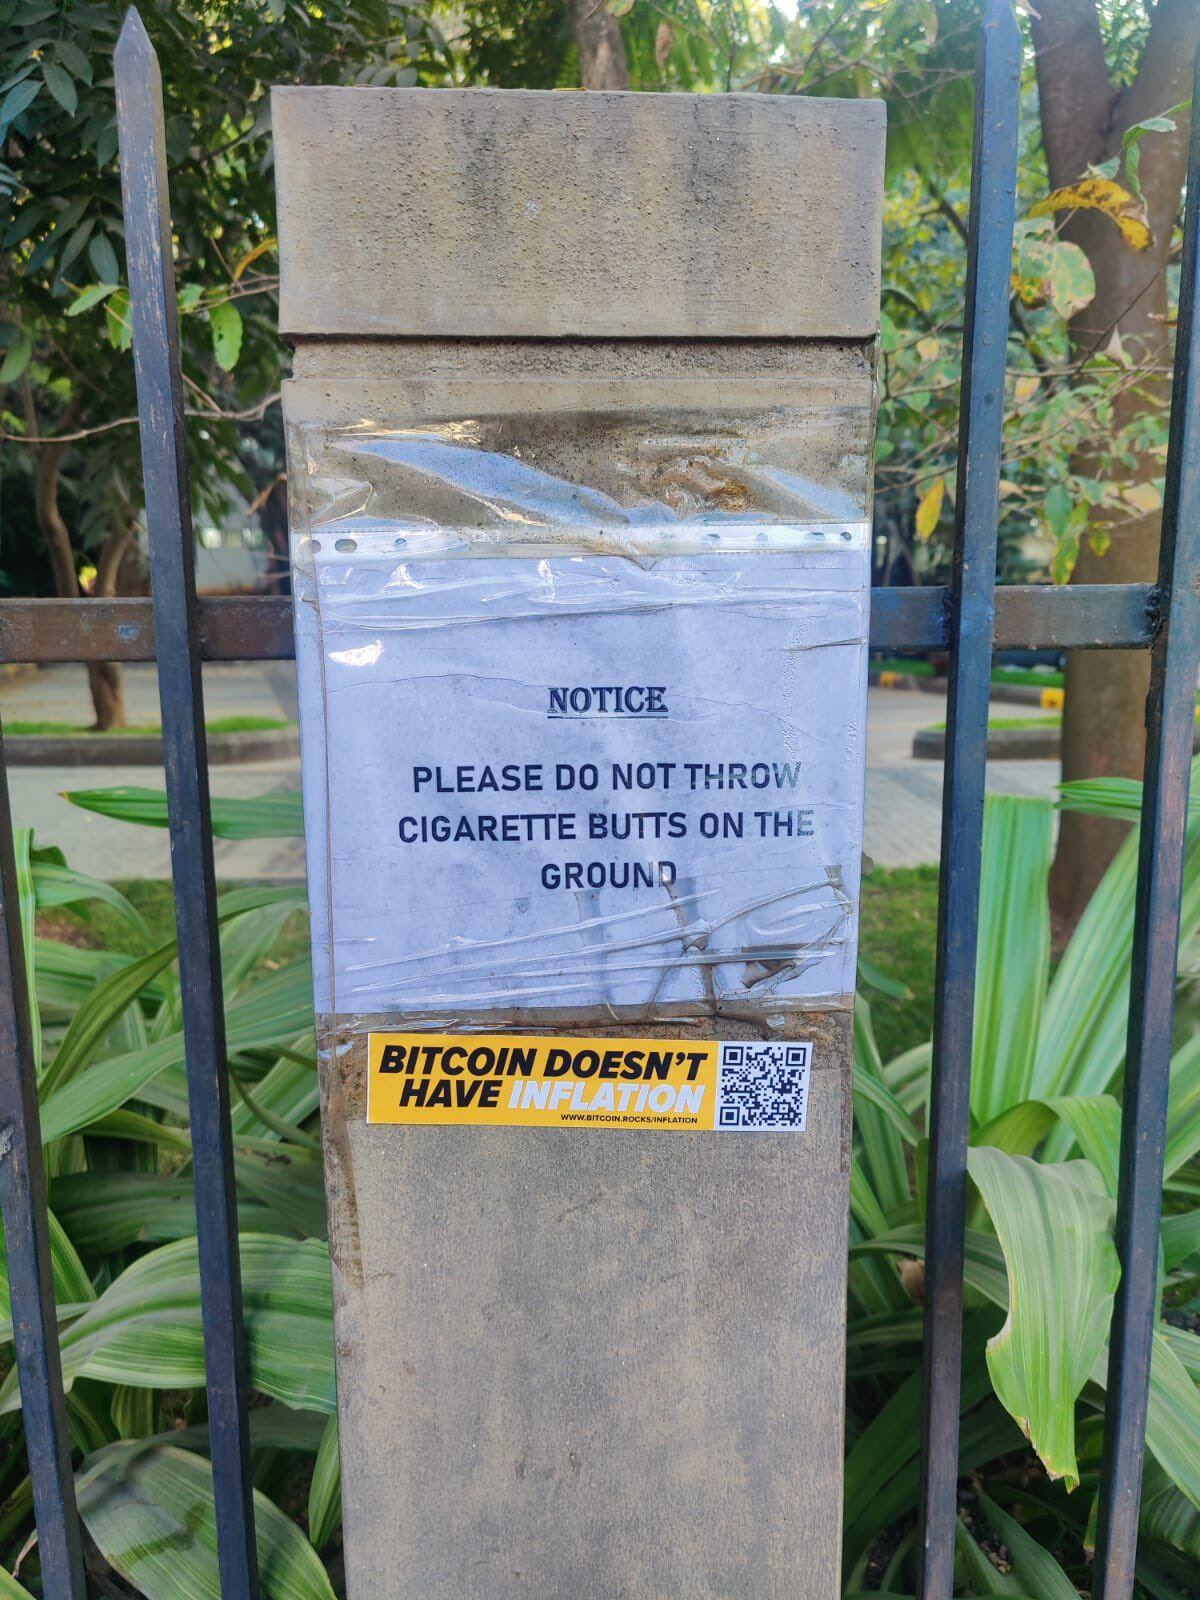 NOTICE
PLEASE DO NOT THROW
CIGARETTE BUTTS ON THE
GROUND
BITCOIN DOESN'T
HAVE INFLATION
WWW.BITCOIN.ROCKS/INFLATION